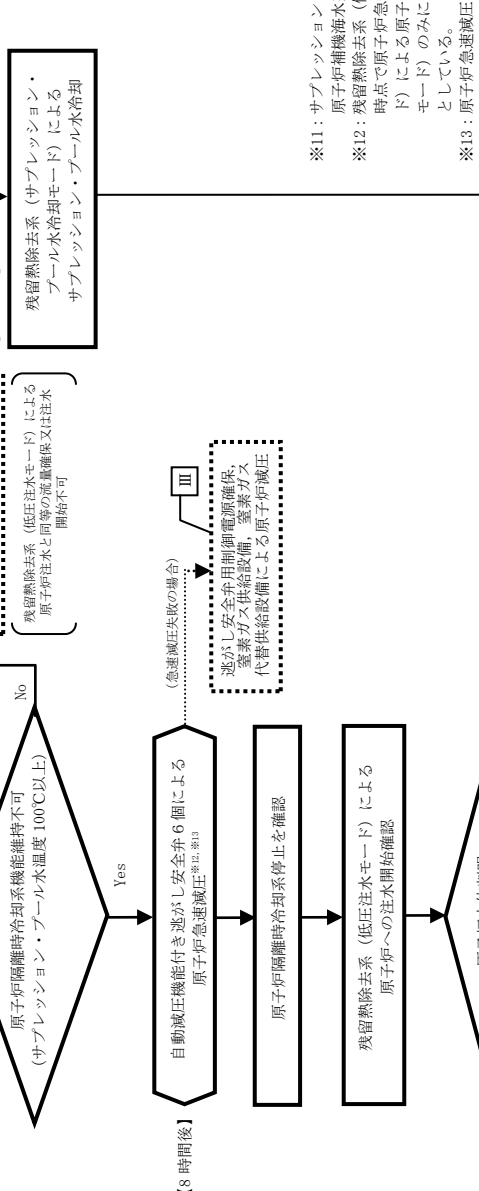 残留熱除去系（サプレッション・
プール水冷却モード）による
サプレッション・プール水冷却
※11：サプレッション
原子炉補機海水
※12：残留熱除去系（
時点で原子炉急
ド）による原子
モード）のみに
としている。
※13：原子炉急速減圧
残留熱除去系（低圧注水モード）による
原子炉注水と同等の流量確保又は注水
開始不可
原子炉隔離時冷却系機能維持不可
（サプレッション・プール水温度 100℃以上）
No
Yes
【8 時間後】
自動減圧機能付き逃がし安全弁６個による
原子炉急速減圧※12,※13
（急速減圧失敗の場合）
Ⅲ
逃がし安全弁用制御電源確保，
窒素ガス供給設備，窒素ガス
代替供給設備による原子炉減圧
原子炉隔離時冷却系停止を確認
残留熱除去系（低圧注水モード）による
原子炉への注水開始確認